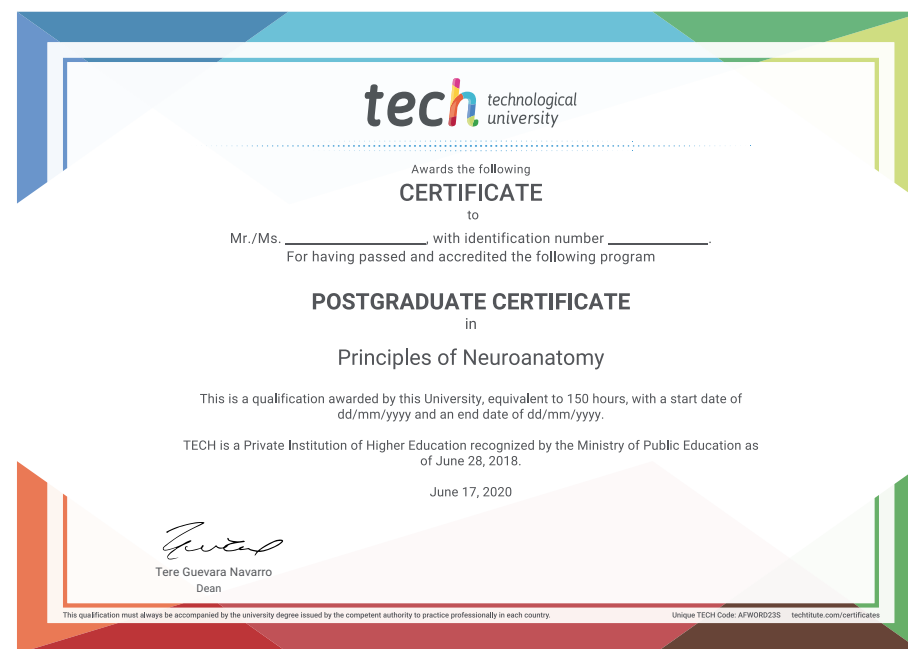 tech technological
university
Awards the following
CERTIFICATE
to
Mr./Ms. ____________________, with identification number ______________.
For having passed and accredited the following program
POSTGRADUATE CERTIFICATE
in
Principles of Neuroanatomy
This is a qualification awarded by this University, equivalent to 150 hours, with a start date of
dd/mm/yyyy and an end date of dd/mm/yyyy.
TECH is a Private Institution of Higher Education recognized by the Ministry of Public Education as
of June 28, 2018.
June 17, 2020
Tere Guevara Navarro
Dean
This qualification must always be accompanied by the university degree issued by the competent authority to practice professionally in each country. Unique TECH Code: AFWORD23S techtitute.com/certificates